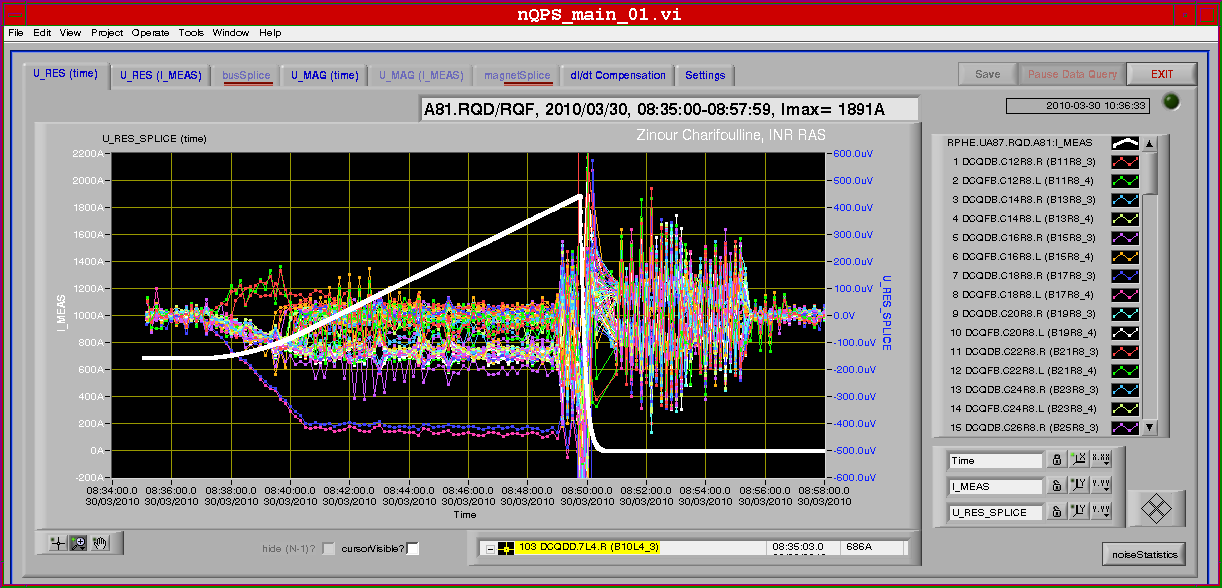 nQPS_main_01.vi
File Edit View Project Operate Tools Window Help
U_RES (time) U_RES (I_MEAS) busSplice U_MAG (time) U_MAG (I_MEAS) magnetSplice dI/dt Compensation Settings Save Pause Data Query EXIT
A81.RQD/RQF, 2010/03/30, 08:35:00-08:57:59, Imax= 1891A
2010-03-30 10:36:33
U_RES_SPLICE (time)
Zinour Charifoulline, INR RAS
2200A
2000A
1800A
1600A
1400A
1200A
1000A
800A
600A
400A
200A
0A
-200A
I_MEAS
600.0uV
500.0uV
400.0uV
300.0uV
200.0uV
100.0uV
0.0uV
-100.0uV
-200.0uV
-300.0uV
-400.0uV
-500.0uV
-600.0uV
U_RES_SPLICE
08:34:00.0 08:36:00.0 08:38:00.0 08:40:00.0 08:42:00.0 08:44:00.0 08:46:00.0 08:48:00.0 08:50:00.0 08:52:00.0 08:54:00.0 08:56:00.0 08:58:00.0
30/03/2010 30/03/2010 30/03/2010 30/03/2010 30/03/2010 30/03/2010 30/03/2010 30/03/2010 30/03/2010 30/03/2010 30/03/2010 30/03/2010 30/03/2010
Time
RPHE.UA87.RQD.A81:I_MEAS
1 DCQDB.C12R8.R (B11R8_3)
2 DCQFB.C12R8.L (B11R8_4)
3 DCQDB.C14R8.R (B13R8_3)
4 DCQFB.C14R8.L (B13R8_4)
5 DCQDB.C16R8.R (B15R8_3)
6 DCQFB.C16R8.L (B15R8_4)
7 DCQDB.C18R8.R (B17R8_3)
8 DCQFB.C18R8.L (B17R8_4)
9 DCQDB.C20R8.R (B19R8_3)
10 DCQFB.C20R8.L (B19R8_4)
11 DCQDB.C22R8.R (B21R8_3)
12 DCQFB.C22R8.L (B21R8_4)
13 DCQDB.C24R8.R (B23R8_3)
14 DCQFB.C24R8.L (B23R8_4)
15 DCQDB.C26R8.R (B25R8_3)
Time X.XX
I_MEAS Y.YY
U_RES_SPLICE Y.YY
hide (N-1)? cursorVisible?
103 DCQDD.7L4.R (B10L4_3) 08:35:03.0 686A
noiseStatistics